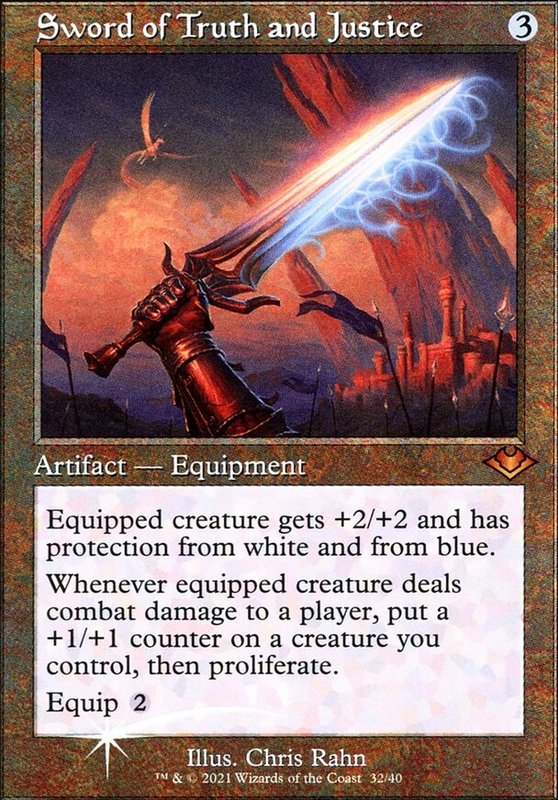 Sword of Truth and Justice 3
Artifact — Equipment
Equipped creature gets +2/+2 and has
protection from white and from blue.
Whenever equipped creature deals
combat damage to a player, put a
+1/+1 counter on a creature you
control, then proliferate.
Equip 2
Illus. Chris Rahn
™ & © 2021 Wizards of the Coast 32/40